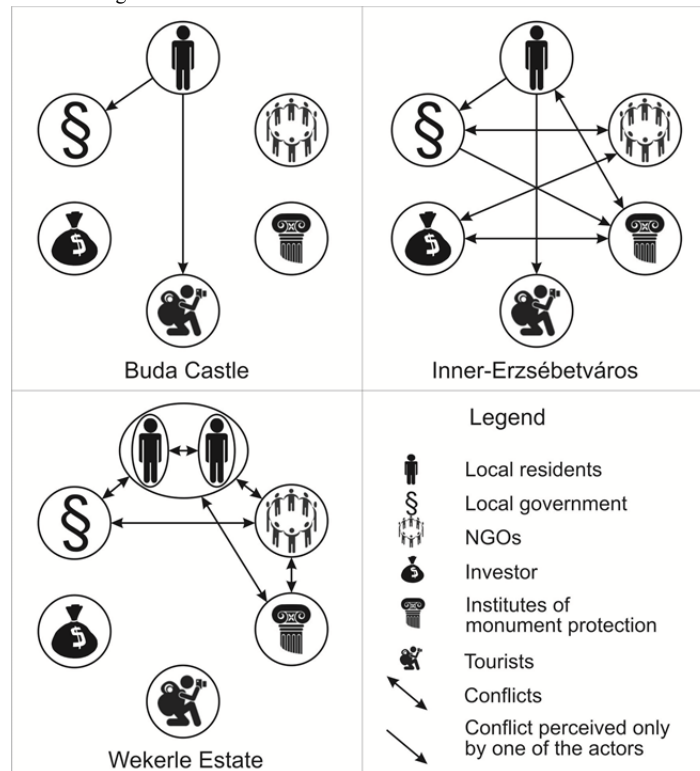 Buda Castle
Inner-Erzsébetváros
Wekerle Estate
Legend
Local residents
Local government
NGOs
Investor
Institutes of
monument protection
Tourists
Conflicts
Conflict perceived only
by one of the actors